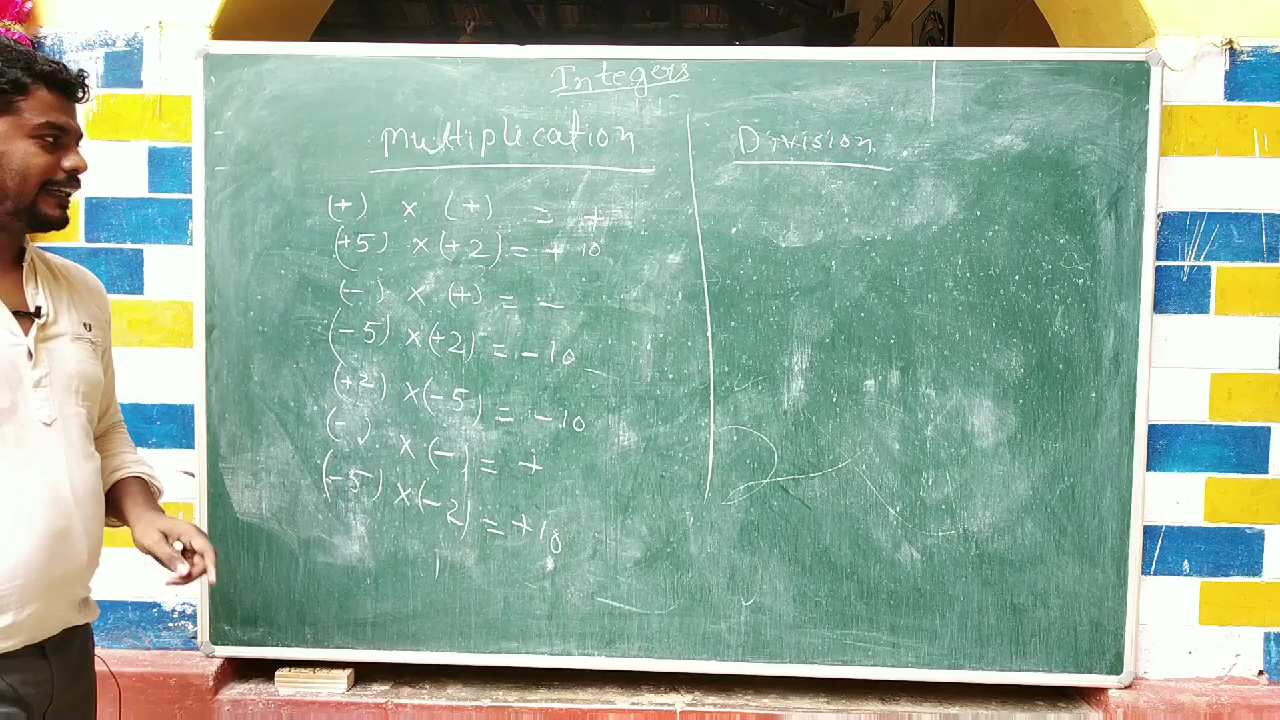 Integers
multiplication
(+) × (+) = +
(+5) × (+2) = + 10
(-) × (+) = -
(-5) × (+2) = -10
(+2) × (-5) = -10
(-) × (-) = +
(-5) × (-2) = +10
Division